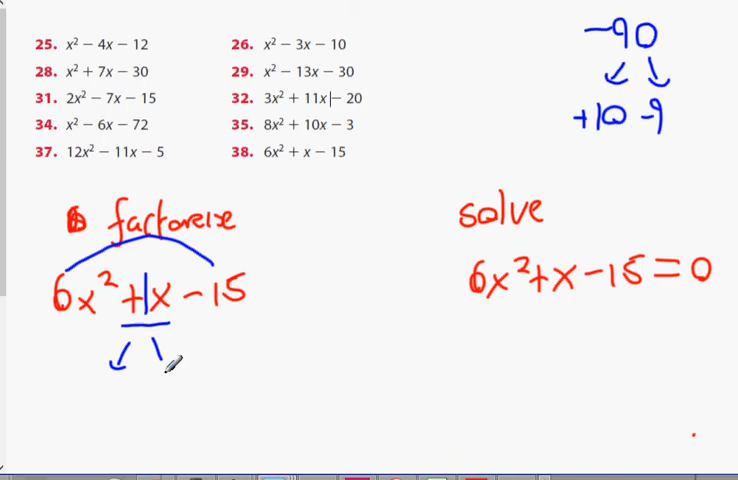 25. x² − 4x − 12
26. x² − 3x − 10
28. x² + 7x − 30
29. x² − 13x − 30
31. 2x² − 7x − 15
32. 3x² + 11x − 20
34. x² − 6x − 72
35. 8x² + 10x − 3
37. 12x² − 11x − 5
38. 6x² + x − 15
−90
+10 −9
factorise
6x² + 1x − 15
solve
6x² + x − 15 = 0